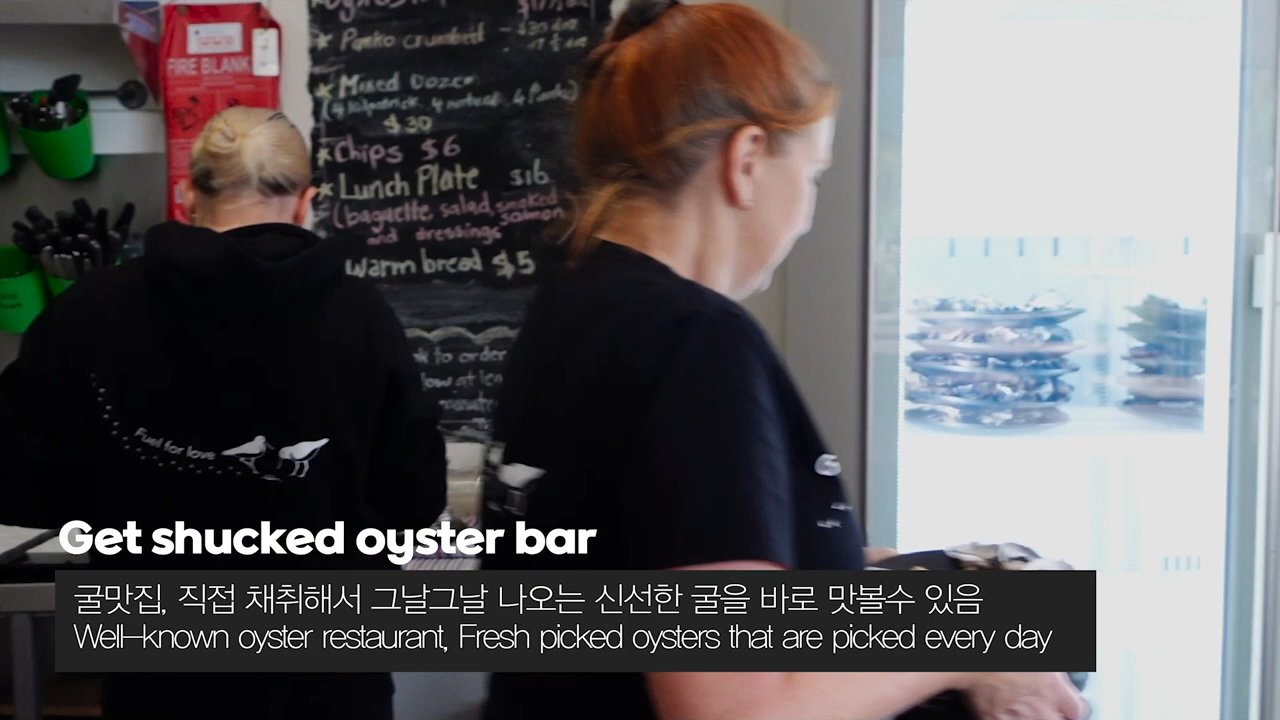 FIRE BLANK
★ Panko crumbed
★ Mixed Dozen
(4 kilpatrick, 4 natural, 4 Panko)
$30
★ Chips $6
★ Lunch Plate $16
(baguette, salad, smoked salmon
and dressings
warm bread $5
to order
Fuel for love
Get shucked oyster bar
굴맛집, 직접 채취해서 그날그날 나오는 신선한 굴을 바로 맛볼수 있음
Well-known oyster restaurant, Fresh picked oysters that are picked every day